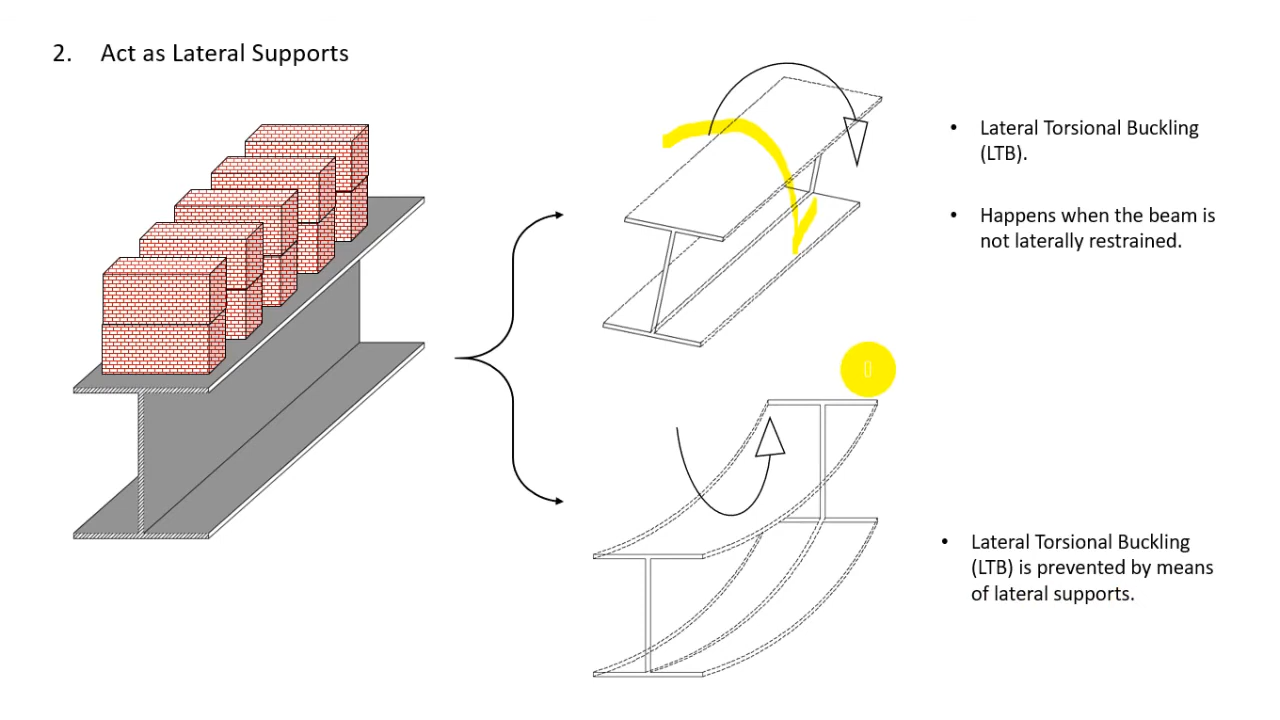 2. Act as Lateral Supports
• Lateral Torsional Buckling
(LTB).
• Happens when the beam is
not laterally restrained.
• Lateral Torsional Buckling
(LTB) is prevented by means
of lateral supports.